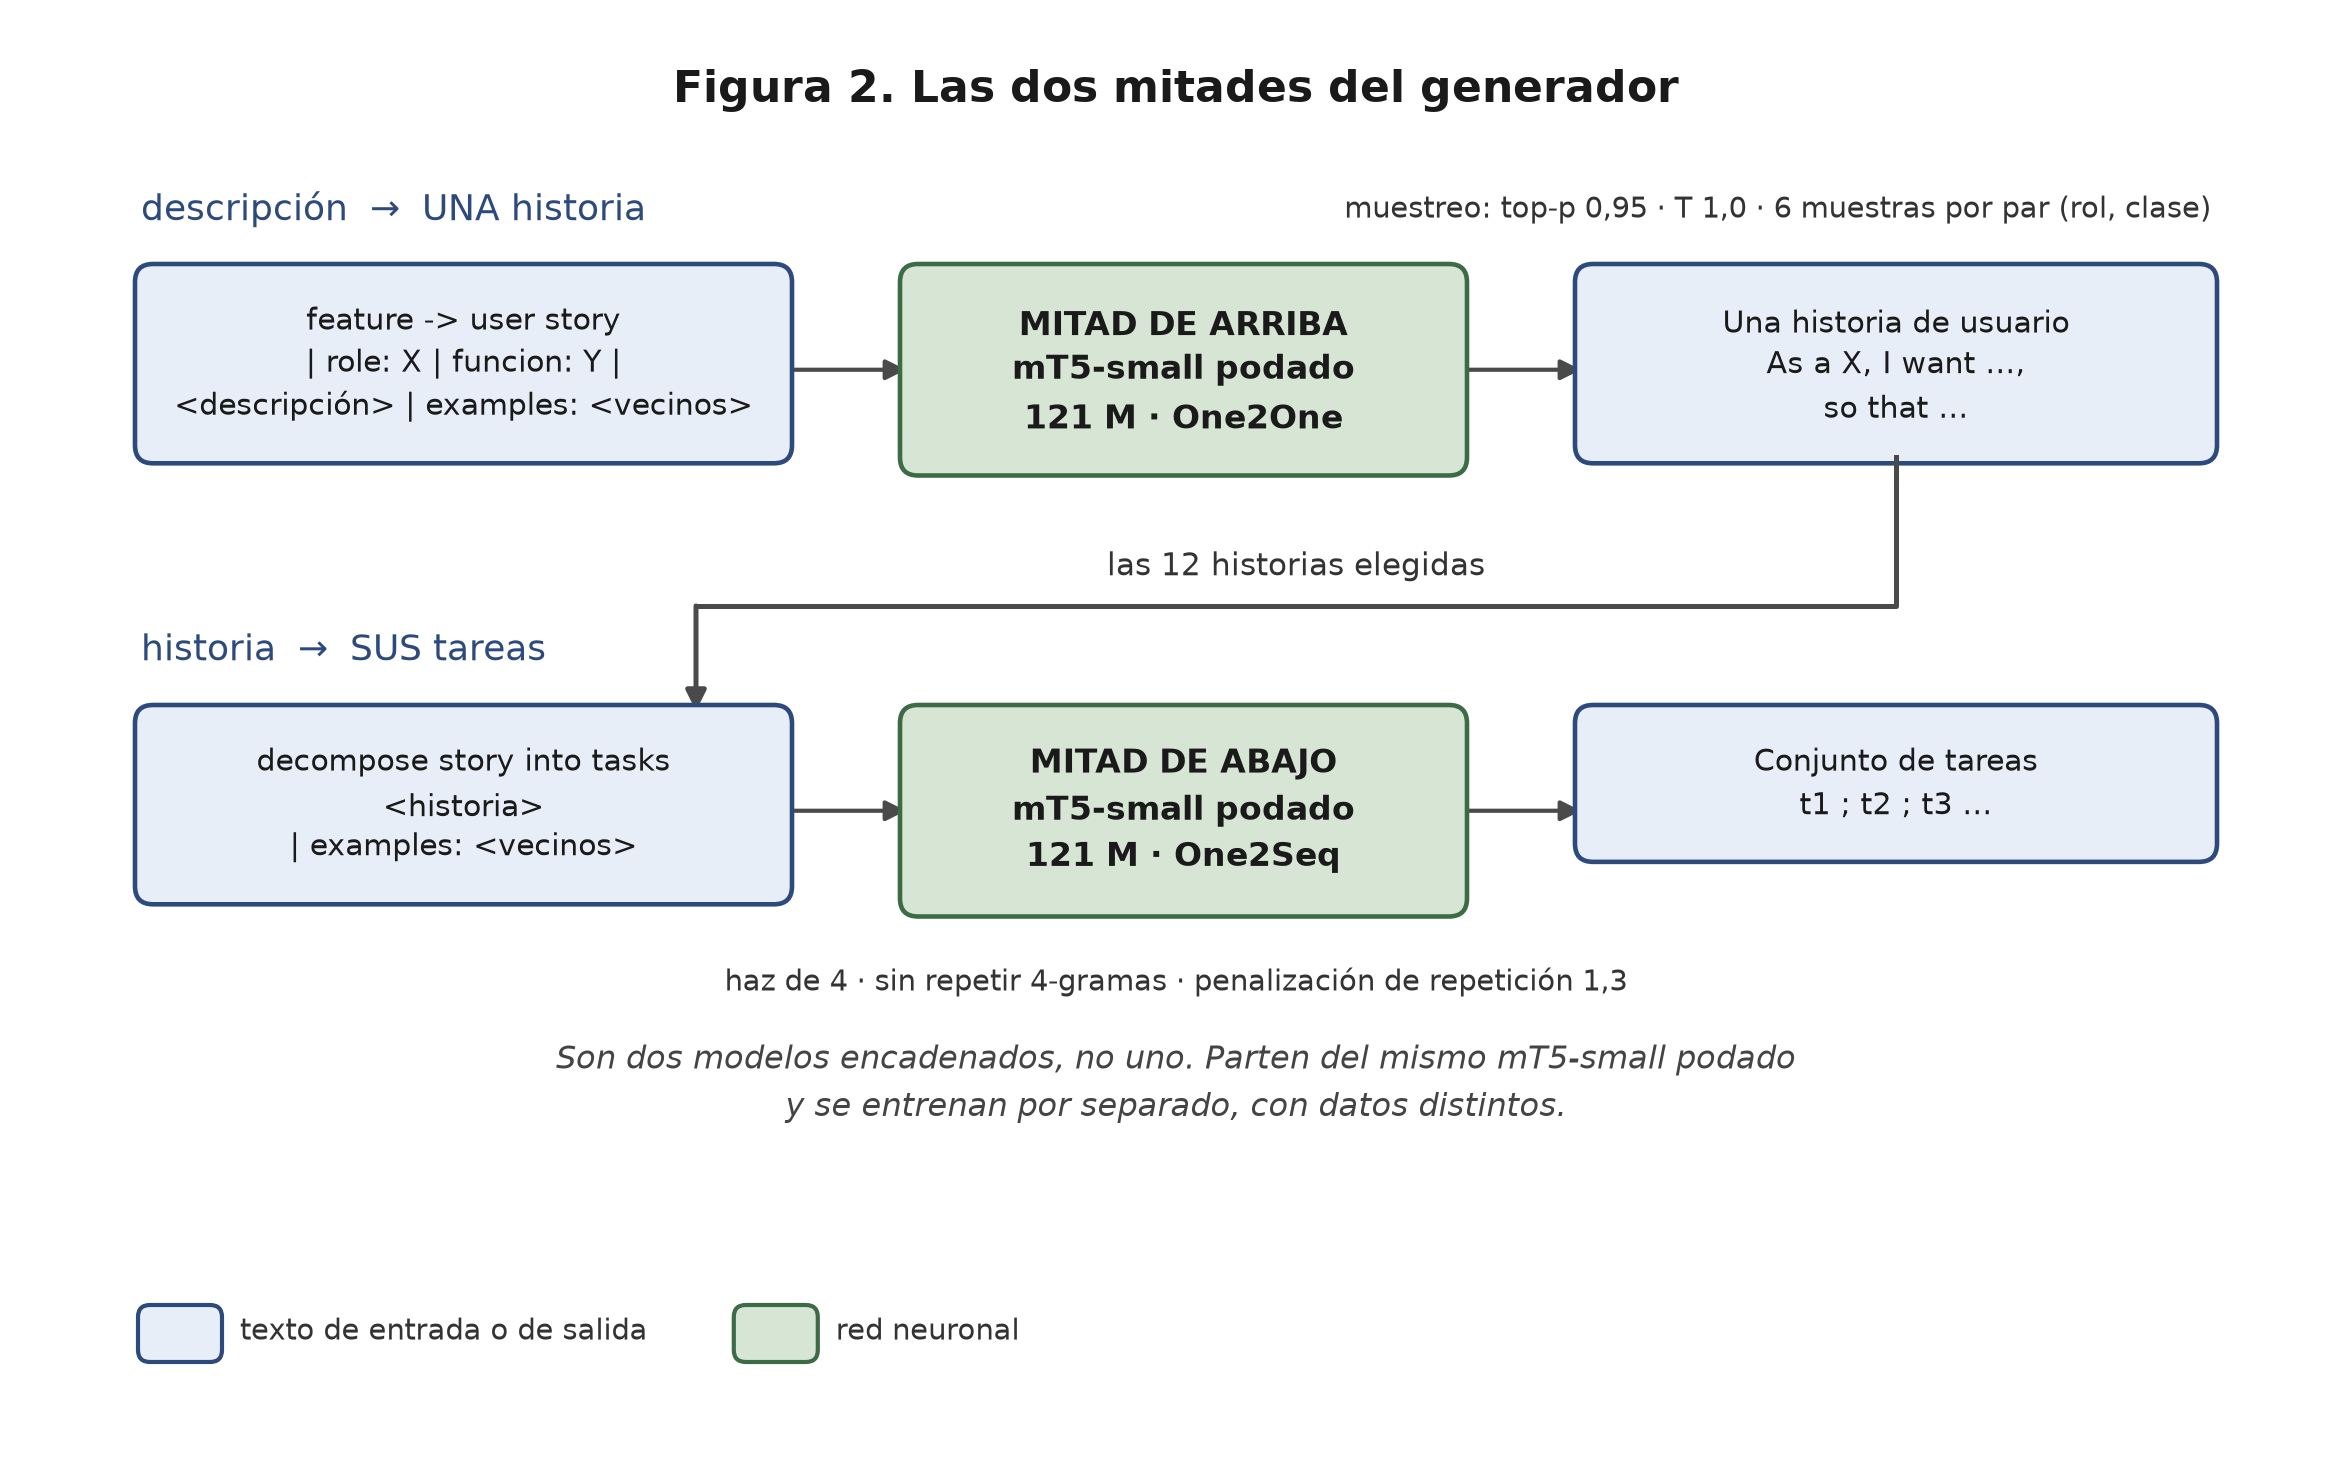 Figura 2. Las dos mitades del generador
descripción → UNA historia
muestreo: top-p 0,95 · T 1,0 · 6 muestras por par (rol, clase)
feature -> user story
| role: X | funcion: Y |
<descripción> | examples: <vecinos>
MITAD DE ARRIBA
mT5-small podado
121 M · One2One
Una historia de usuario
As a X, I want ...,
so that ...
las 12 historias elegidas
historia → SUS tareas
decompose story into tasks
<historia>
| examples: <vecinos>
MITAD DE ABAJO
mT5-small podado
121 M · One2Seq
Conjunto de tareas
t1 ; t2 ; t3 ...
haz de 4 · sin repetir 4-gramas · penalización de repetición 1,3
Son dos modelos encadenados, no uno. Parten del mismo mT5-small podado
y se entrenan por separado, con datos distintos.
texto de entrada o de salida
red neuronal